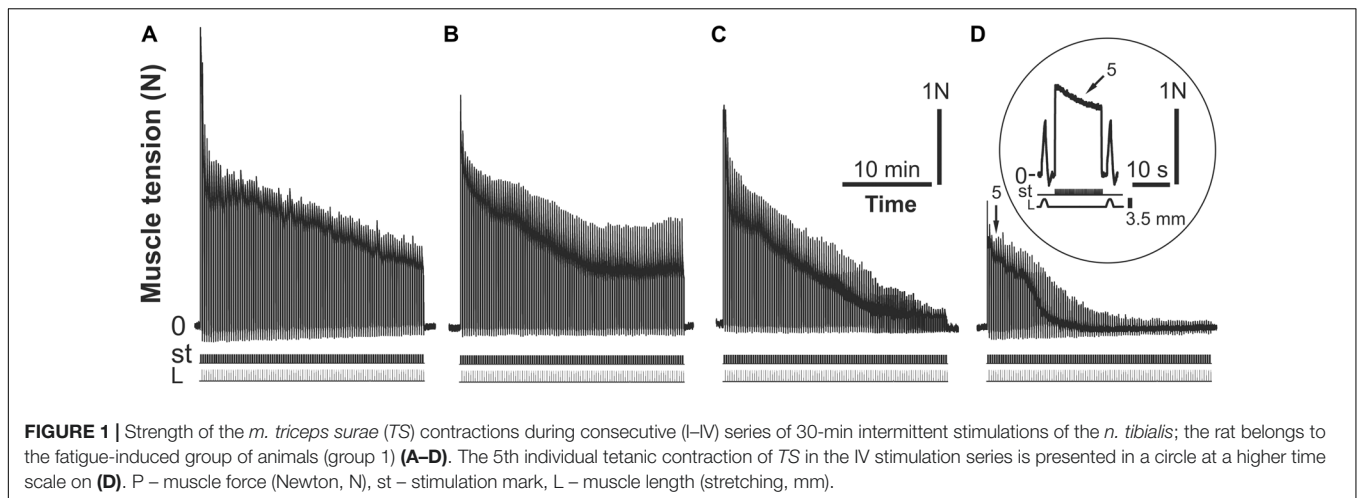 A
B
C
D
Muscle tension (N)
0
st
L
10 min
Time
1N
5
0-
st
L
10 s
1N
3.5 mm
5
FIGURE 1 | Strength of the m. triceps surae (TS) contractions during consecutive (I–IV) series of 30-min intermittent stimulations of the n. tibialis; the rat belongs to
the fatigue-induced group of animals (group 1) (A–D). The 5th individual tetanic contraction of TS in the IV stimulation series is presented in a circle at a higher time
scale on (D). P – muscle force (Newton, N), st – stimulation mark, L – muscle length (stretching, mm).